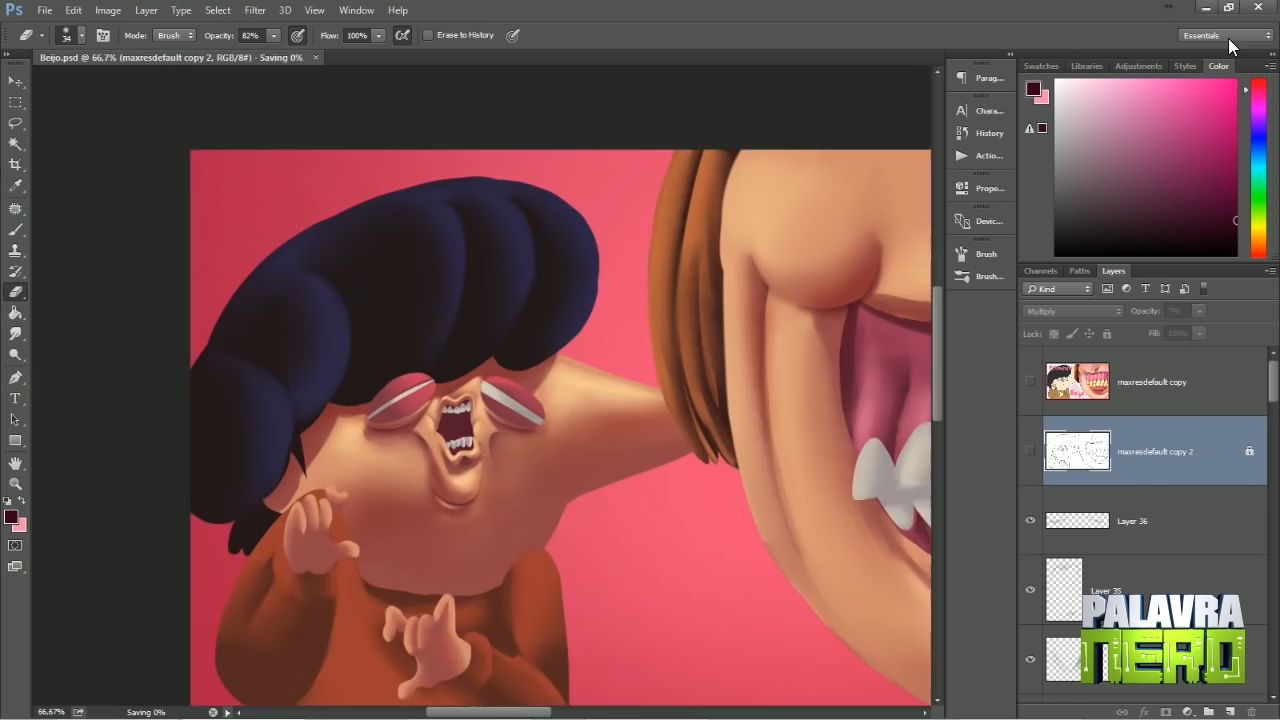 Ps File Edit Image Layer Type Select Filter 3D View Window Help
34 Mode: Brush Opacity: 82% Flow: 100% Erase to History Essentials
Beijo.psd @ 66,7% (maxresdefault copy 2, RGB/8#) - Saving 0% ×
Parag...
Chara...
History
Actio...
Prope...
Devic...
Brush
Brush...
Swatches Libraries Adjustments Styles Color
Channels Paths Layers
Kind
Multiply Opacity: 7%
Lock: Fill: 100%
maxresdefault copy
maxresdefault copy 2
Layer 36
Layer 35
PALAVRA
NERD
66,67% Saving 0%